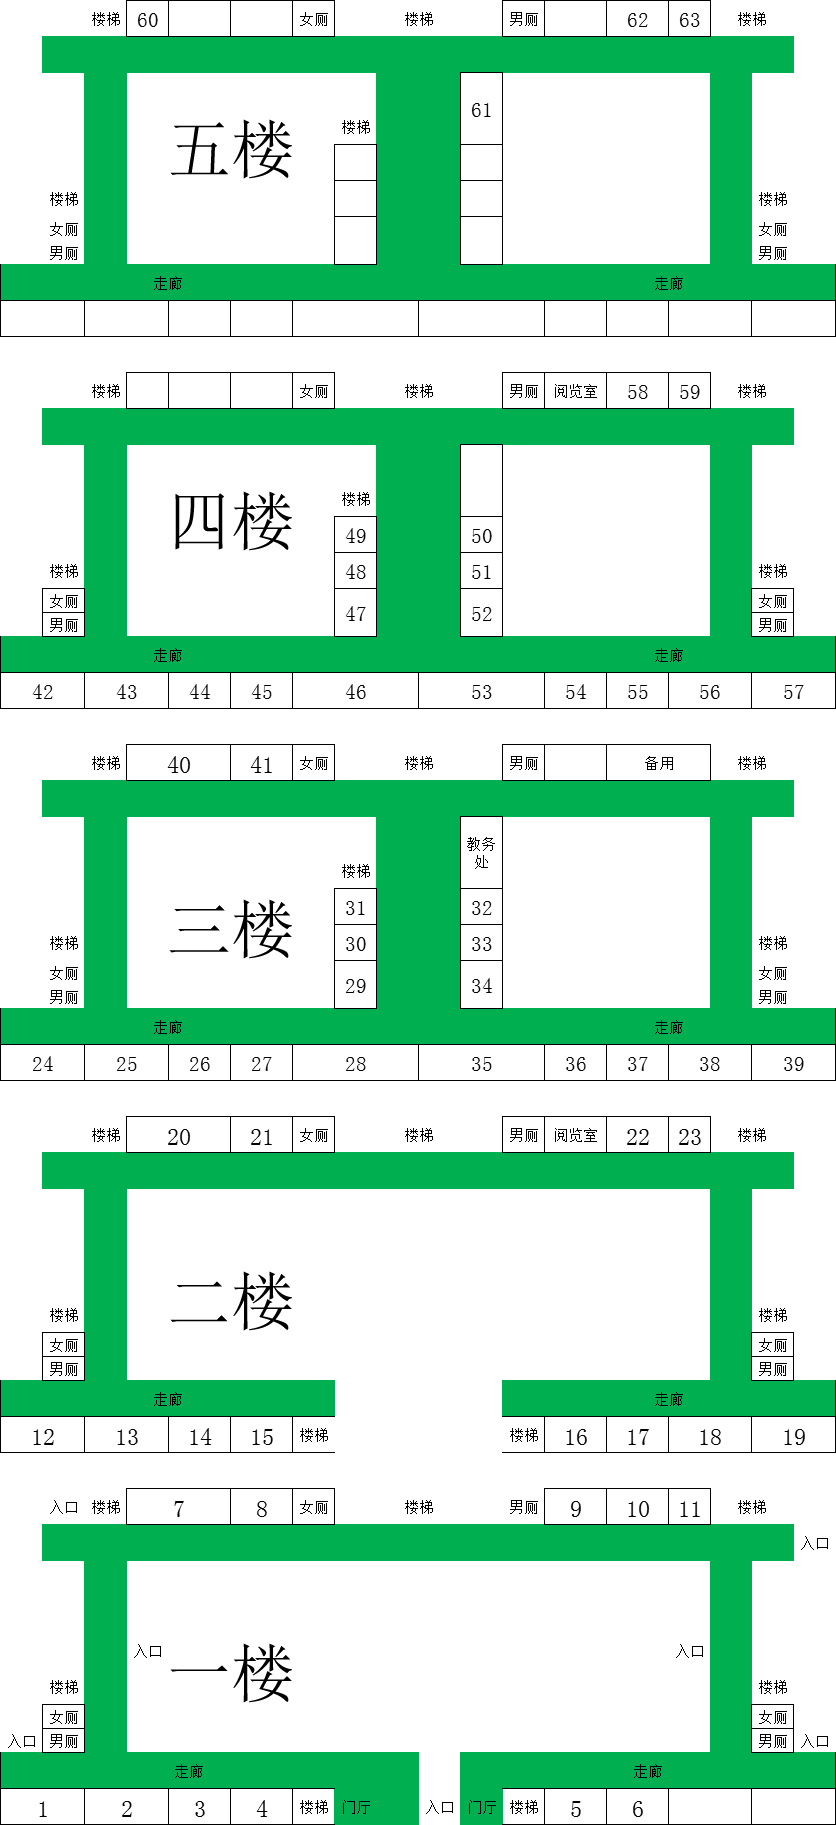 楼梯 60 女厕 楼梯 男厕 62 63 楼梯
61
五楼 楼梯
楼梯 楼梯
女厕 女厕
男厕 男厕
走廊 走廊
楼梯 女厕 楼梯 男厕 阅览室 58 59 楼梯
四楼 楼梯
49 50
楼梯 48 51 楼梯
女厕 女厕
47 52
男厕 男厕
走廊 走廊
42 43 44 45 46 53 54 55 56 57
楼梯 40 41 女厕 楼梯 男厕 备用 楼梯
教务
处
楼梯
三楼 31 32
楼梯 30 33 楼梯
女厕 女厕
29 34
男厕 男厕
走廊 走廊
24 25 26 27 28 35 36 37 38 39
楼梯 20 21 女厕 楼梯 男厕 阅览室 22 23 楼梯
二楼
楼梯 楼梯
女厕 女厕
男厕 男厕
走廊 走廊
12 13 14 15 楼梯 楼梯 16 17 18 19
入口 楼梯 7 8 女厕 楼梯 男厕 9 10 11 楼梯
入口
入口 入口
一楼
楼梯 楼梯
女厕 女厕
入口 男厕 男厕 入口
走廊 走廊
1 2 3 4 楼梯 门厅 入口 门厅 楼梯 5 6